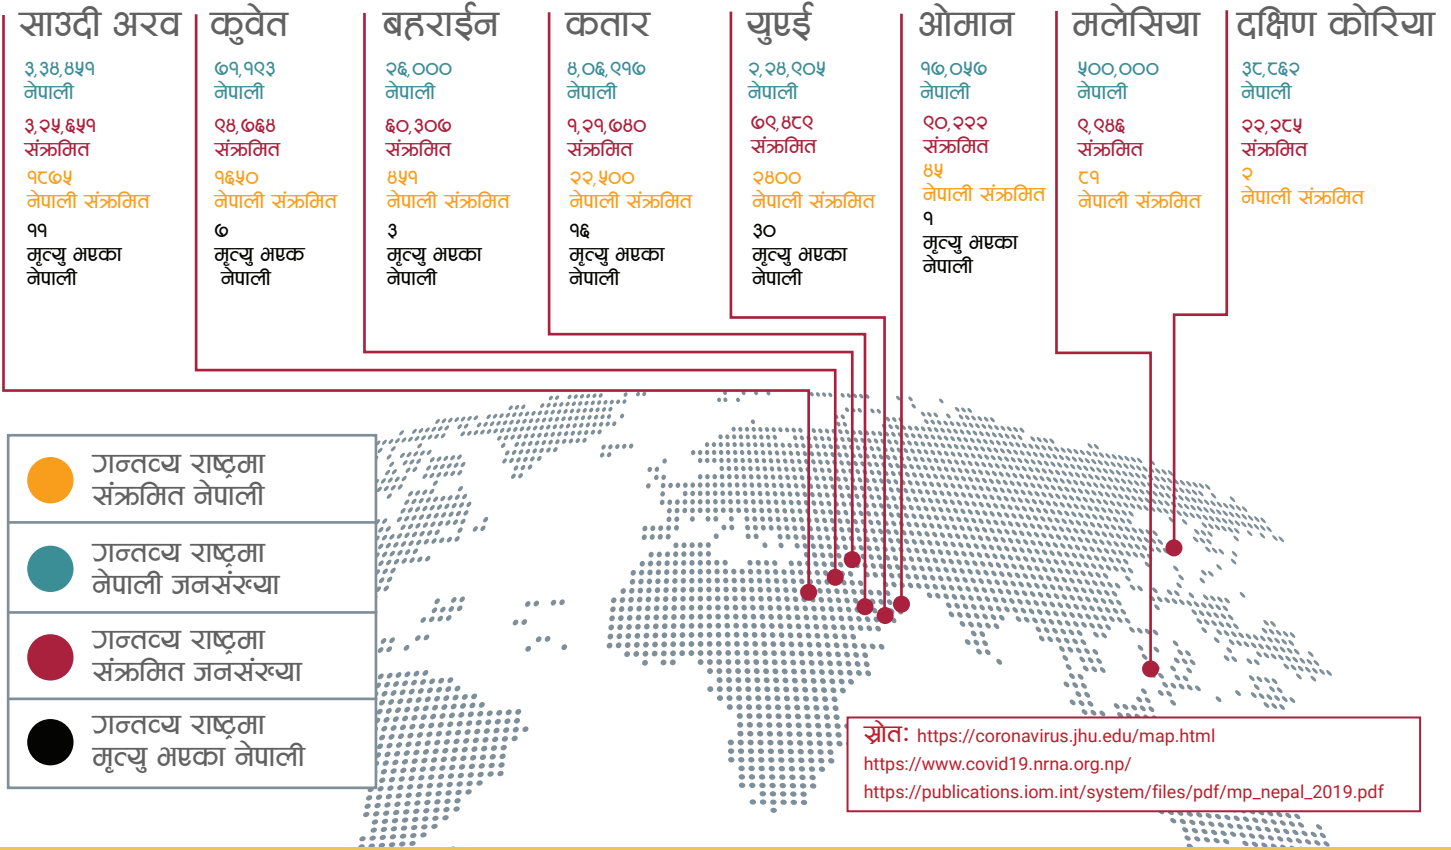 साउदी अरव
३,३४,४५१
नेपाली
३,२५,६५१
संक्रमित
१८७५
नेपाली संक्रमित
११
मृत्यु भएका
नेपाली
कुवेत
७१,१९३
नेपाली
९४,७६४
संक्रमित
१६५०
नेपाली संक्रमित
७
मृत्यु भएक
नेपाली
बहराईन
२६,०००
नेपाली
६०,३०७
संक्रमित
४५१
नेपाली संक्रमित
३
मृत्यु भएका
नेपाली
कतार
४,०६,९१७
नेपाली
१,२१,७४०
संक्रमित
२२,५००
नेपाली संक्रमित
१६
मृत्यु भएका
नेपाली
युएई
२,२४,९०५
नेपाली
७९,४८९
संक्रमित
२४००
नेपाली संक्रमित
३०
मृत्यु भएका
नेपाली
ओमान
१७,०५७
नेपाली
९०,२२२
संक्रमित
४५
नेपाली संक्रमित
१
मृत्यु भएका
नेपाली
मलेसिया
५००,०००
नेपाली
९,९४६
संक्रमित
८१
नेपाली संक्रमित
दक्षिण कोरिया
३८,८६२
नेपाली
२२,२८५
संक्रमित
२
नेपाली संक्रमित
गन्तव्य राष्ट्रमा
संक्रमित नेपाली
गन्तव्य राष्ट्रमा
नेपाली जनसंख्या
गन्तव्य राष्ट्रमा
संक्रमित जनसंख्या
गन्तव्य राष्ट्रमा
मृत्यु भएका नेपाली
स्रोत: https://coronavirus.jhu.edu/map.html
https://www.covid19.nrna.org.np/
https://publications.iom.int/system/files/pdf/mp_nepal_2019.pdf